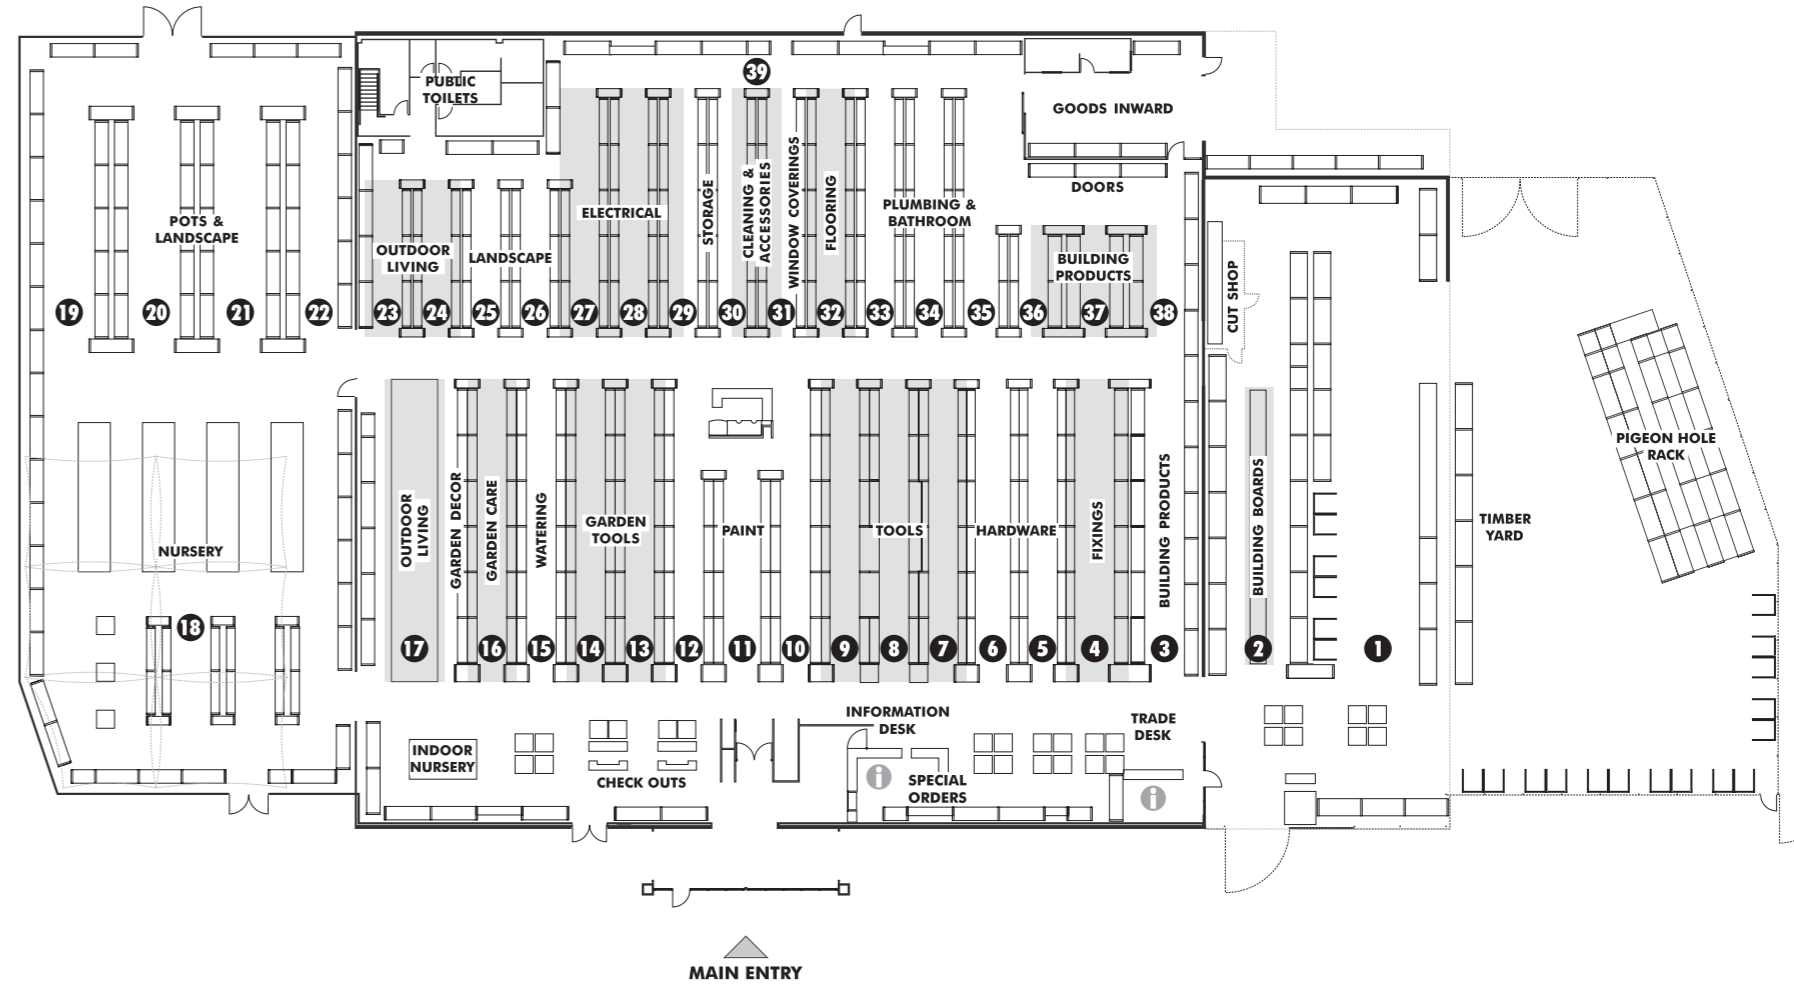 39
PUBLIC
TOILETS
GOODS INWARD
DOORS
POTS &
LANDSCAPE
OUTDOOR
LIVING
LANDSCAPE
ELECTRICAL
STORAGE
CLEANING &
ACCESSORIES
WINDOW COVERINGS
FLOORING
PLUMBING &
BATHROOM
BUILDING
PRODUCTS
CUT SHOP
19
20
21
22
23
24
25
26
27
28
29
30
31
32
33
34
35
36
37
38
PIGEON HOLE
RACK
NURSERY
OUTDOOR
LIVING
GARDEN DECOR
GARDEN CARE
WATERING
GARDEN
TOOLS
PAINT
TOOLS
HARDWARE
FIXINGS
BUILDING PRODUCTS
BUILDING BOARDS
TIMBER
YARD
18
17
16
15
14
13
12
11
10
9
8
7
6
5
4
3
2
1
INDOOR
NURSERY
CHECK OUTS
INFORMATION
DESK
i
SPECIAL
ORDERS
TRADE
DESK
i
MAIN ENTRY